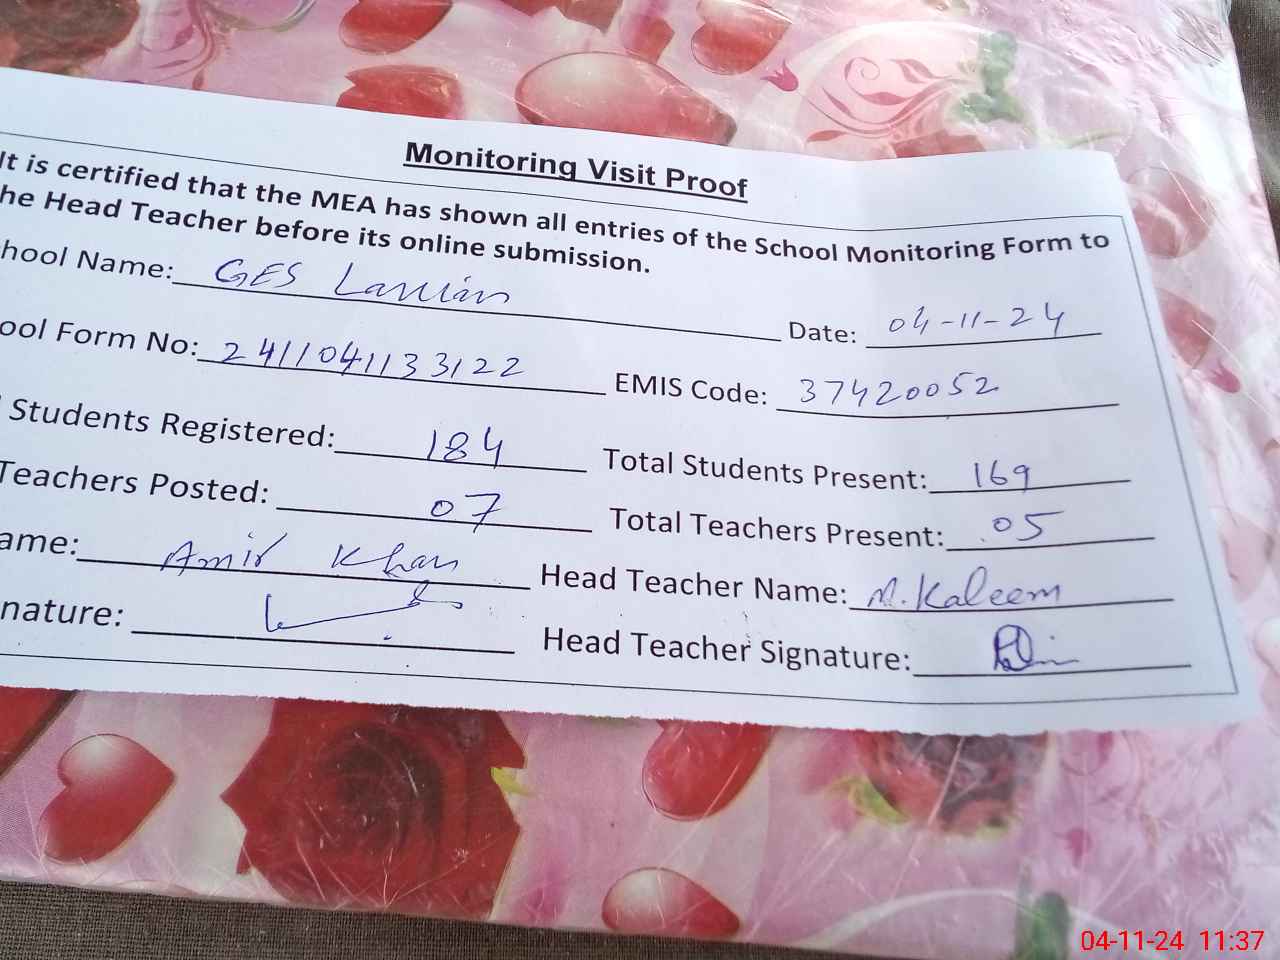 Monitoring Visit Proof
It is certified that the MEA has shown all entries of the School Monitoring Form to
he Head Teacher before its online submission.
hool Name: GES Date: 04-11-24
ool Form No: 2411041133122 EMIS Code: 37420052
Students Registered: 184 Total Students Present: 169
Teachers Posted: 07 Total Teachers Present: 05
ame: Amir Khan Head Teacher Name: M. Kaleem
nature: Head Teacher Signature:
04-11-24 11:37